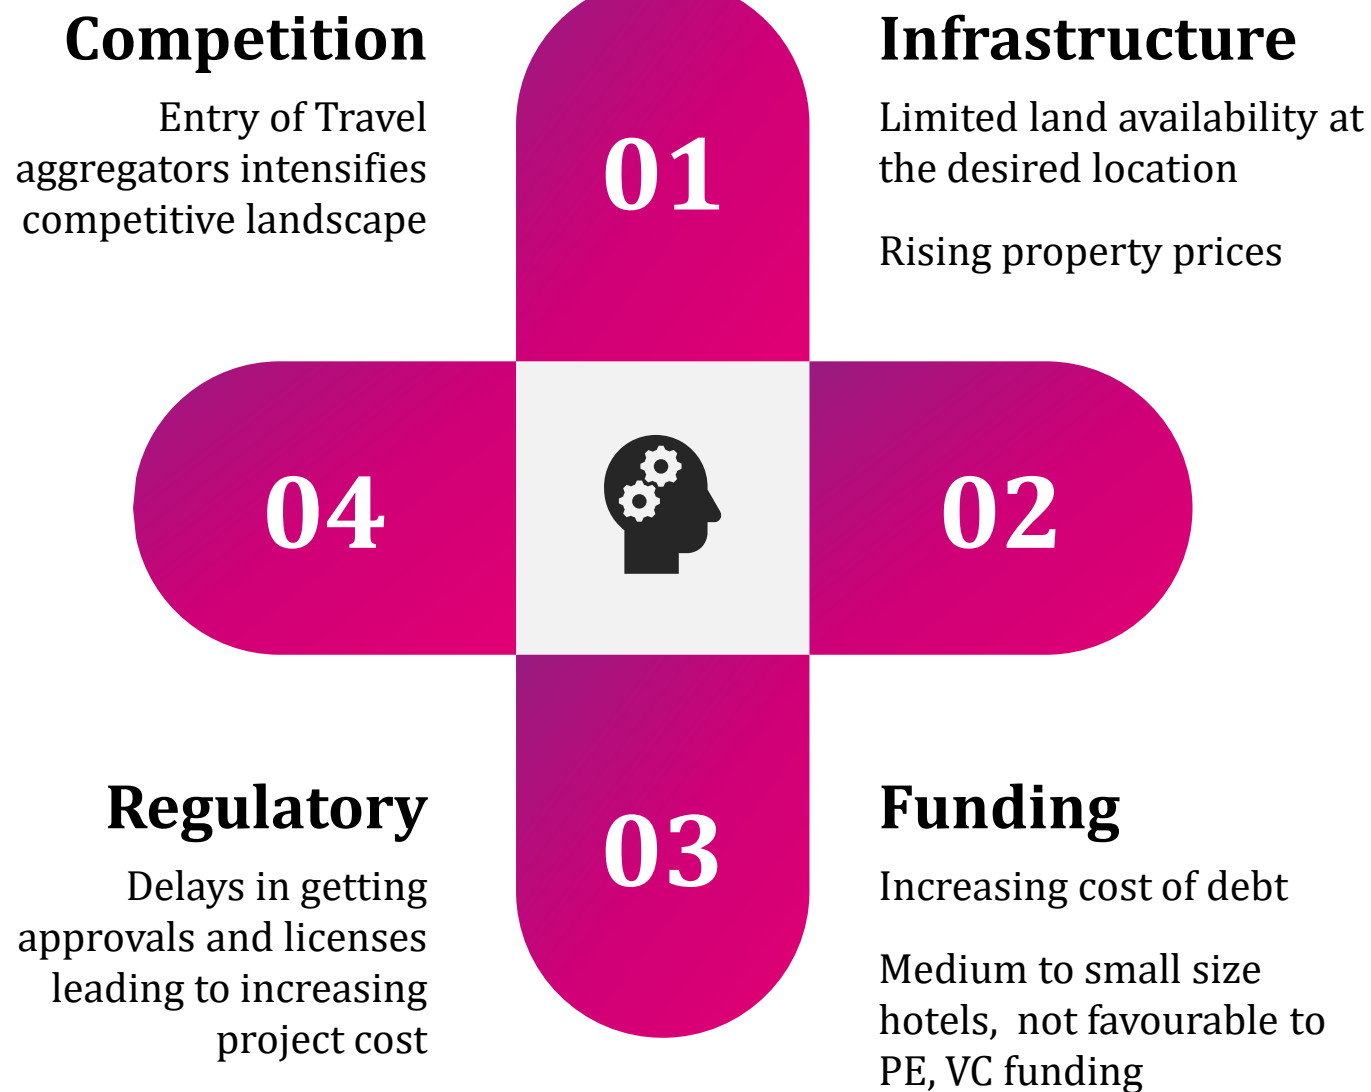 Competition
Entry of Travel
aggregators intensifies
competitive landscape
01
Infrastructure
Limited land availability at
the desired location
Rising property prices
04
02
Regulatory
Delays in getting
approvals and licenses
leading to increasing
project cost
03
Funding
Increasing cost of debt
Medium to small size
hotels,  not favourable to
PE, VC funding